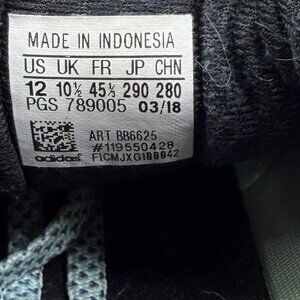 MADE IN INDONESIA
US UK FR JP CHN
12 10½ 45⅓ 290 280
PGS 789005 03/18
ART BB6625
#119550428
adidas FICMJXGI80042